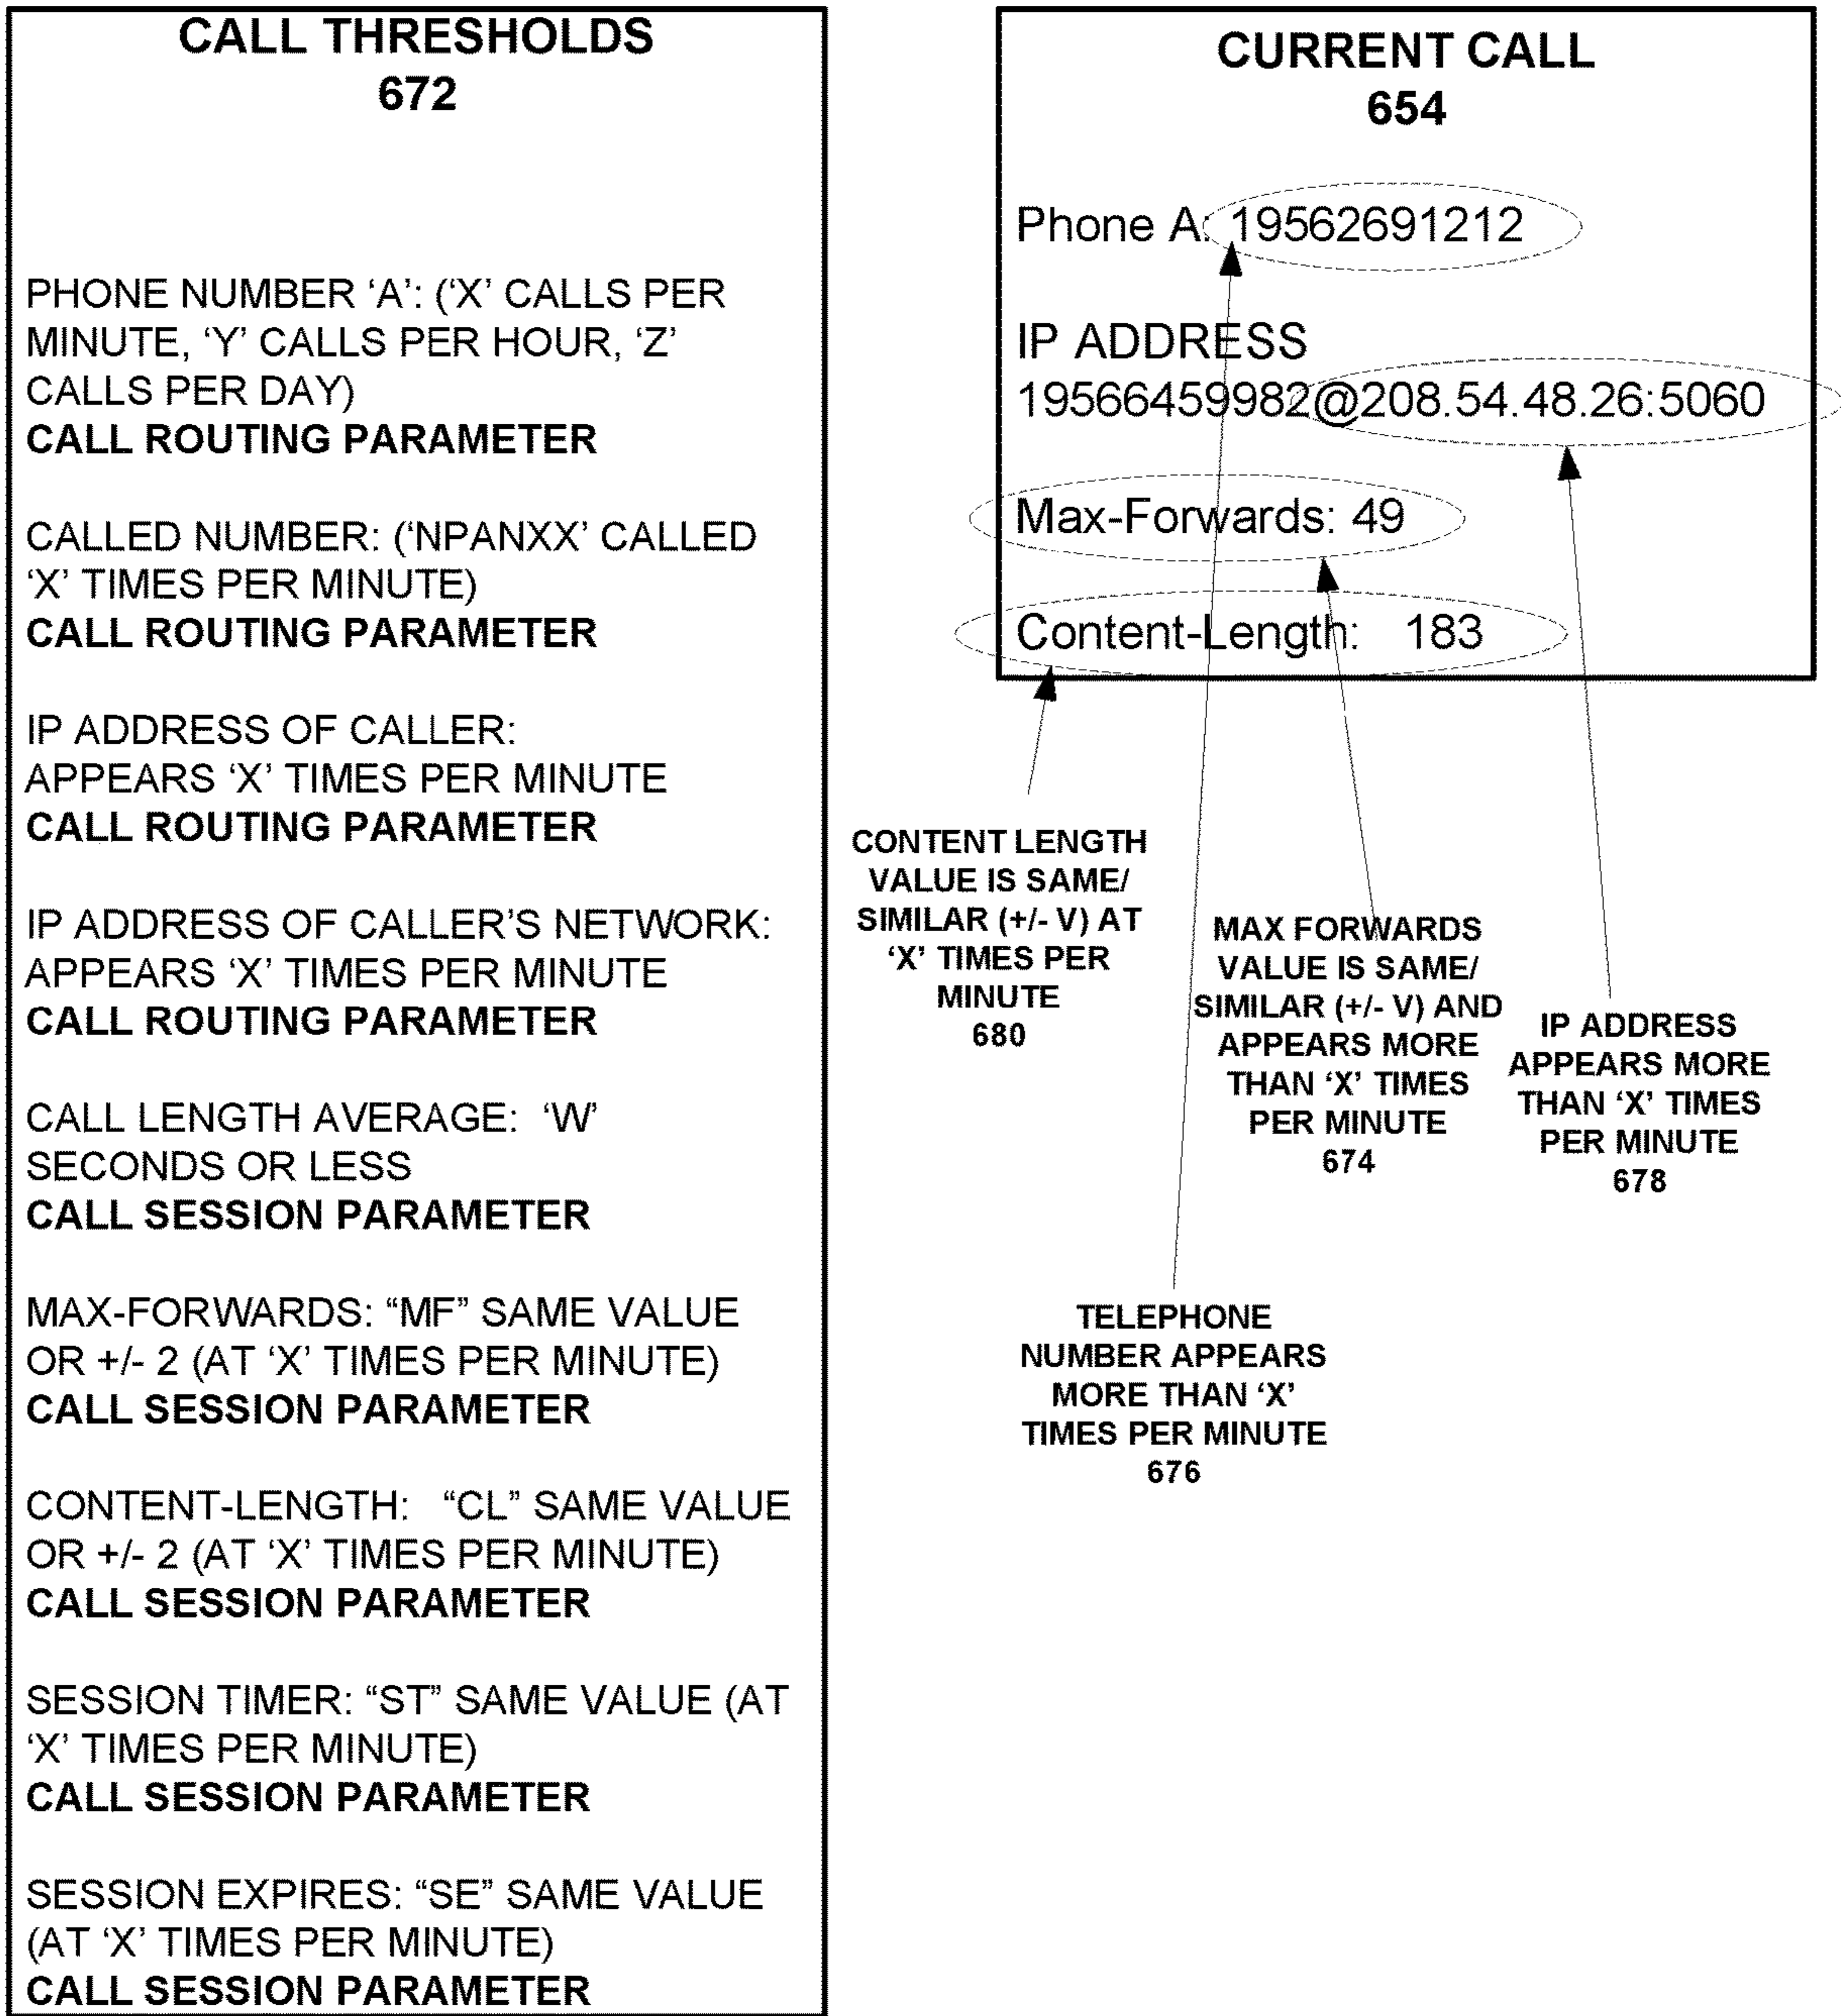 CALL THRESHOLDS
672
PHONE NUMBER ‘A’: (‘X’ CALLS PER
MINUTE, ‘Y’ CALLS PER HOUR, ‘Z’
CALLS PER DAY)
CALL ROUTING PARAMETER
CALLED NUMBER: (‘NPANXX’ CALLED
‘X’ TIMES PER MINUTE)
CALL ROUTING PARAMETER
IP ADDRESS OF CALLER:
APPEARS ‘X’ TIMES PER MINUTE
CALL ROUTING PARAMETER
IP ADDRESS OF CALLER’S NETWORK:
APPEARS ‘X’ TIMES PER MINUTE
CALL ROUTING PARAMETER
CALL LENGTH AVERAGE: ‘W’
SECONDS OR LESS
CALL SESSION PARAMETER
MAX-FORWARDS: “MF” SAME VALUE
OR +/- 2 (AT ‘X’ TIMES PER MINUTE)
CALL SESSION PARAMETER
CONTENT-LENGTH: “CL” SAME VALUE
OR +/- 2 (AT ‘X’ TIMES PER MINUTE)
CALL SESSION PARAMETER
SESSION TIMER: “ST” SAME VALUE (AT
‘X’ TIMES PER MINUTE)
CALL SESSION PARAMETER
SESSION EXPIRES: “SE” SAME VALUE
(AT ‘X’ TIMES PER MINUTE)
CALL SESSION PARAMETER
CURRENT CALL
654
Phone A: 19562691212
IP ADDRESS
19566459982@208.54.48.26:5060
Max-Forwards: 49
Content-Length: 183
CONTENT LENGTH
VALUE IS SAME/
SIMILAR (+/- V) AT
‘X’ TIMES PER
MINUTE
680
MAX FORWARDS
VALUE IS SAME/
SIMILAR (+/- V) AND
APPEARS MORE
THAN ‘X’ TIMES
PER MINUTE
674
IP ADDRESS
APPEARS MORE
THAN ‘X’ TIMES
PER MINUTE
678
TELEPHONE
NUMBER APPEARS
MORE THAN ‘X’
TIMES PER MINUTE
676